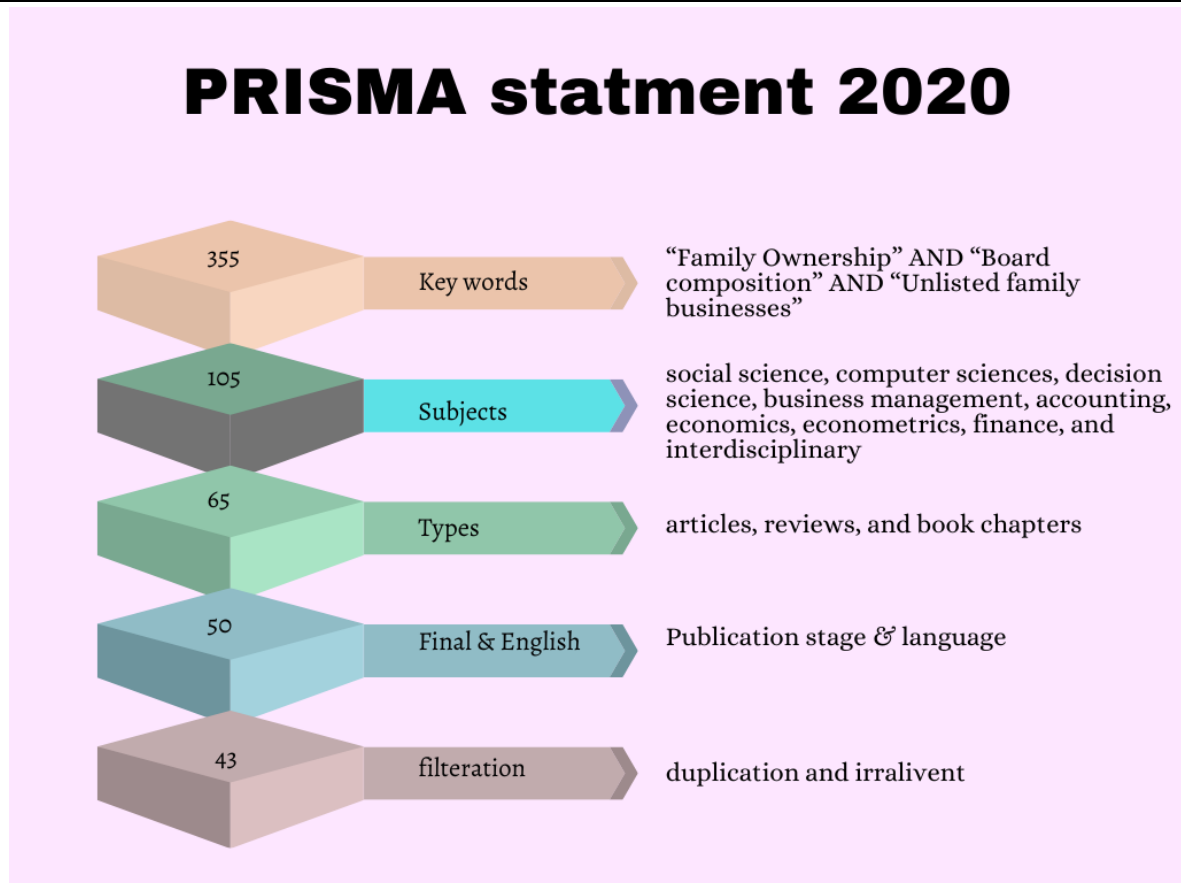 PRISMA statment 2020
355
Key words
“Family Ownership” AND “Board
composition” AND “Unlisted family
businesses”
105
Subjects
social science, computer sciences, decision
science, business management, accounting,
economics, econometrics, finance, and
interdisciplinary
65
Types
articles, reviews, and book chapters
50
Final & English
Publication stage & language
43
filteration
duplication and irralivent